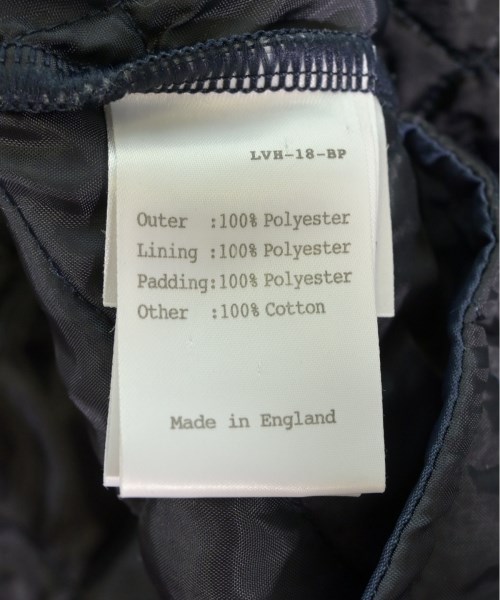 LVH-18-BP
Outer :100% Polyester
Lining :100% Polyester
Padding:100% Polyester
Other :100% Cotton
Made in England